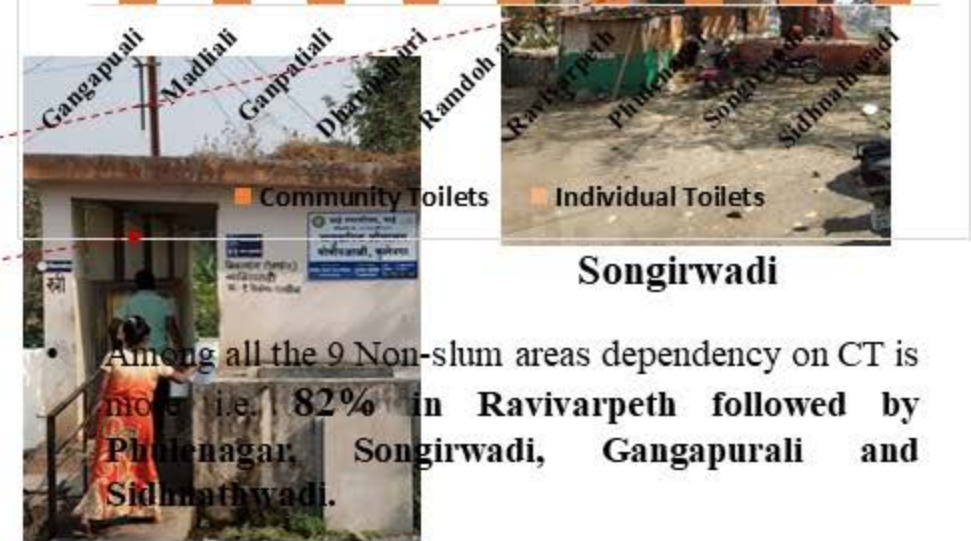 Gangapuali
Madhali
Ganpatiali
Dharmapuri
Ramdoh ali
Ravivarpeth
Phulenagar
Songirwadi
Sidhnathwadi
Community Toilets
Individual Toilets
स्त्री
Songirwadi
• Among all the 9 Non-slum areas dependency on CT is
more i.e. 82% in Ravivarpeth followed by
Phulenagar, Songirwadi, Gangapurali and
Sidhnathwadi.